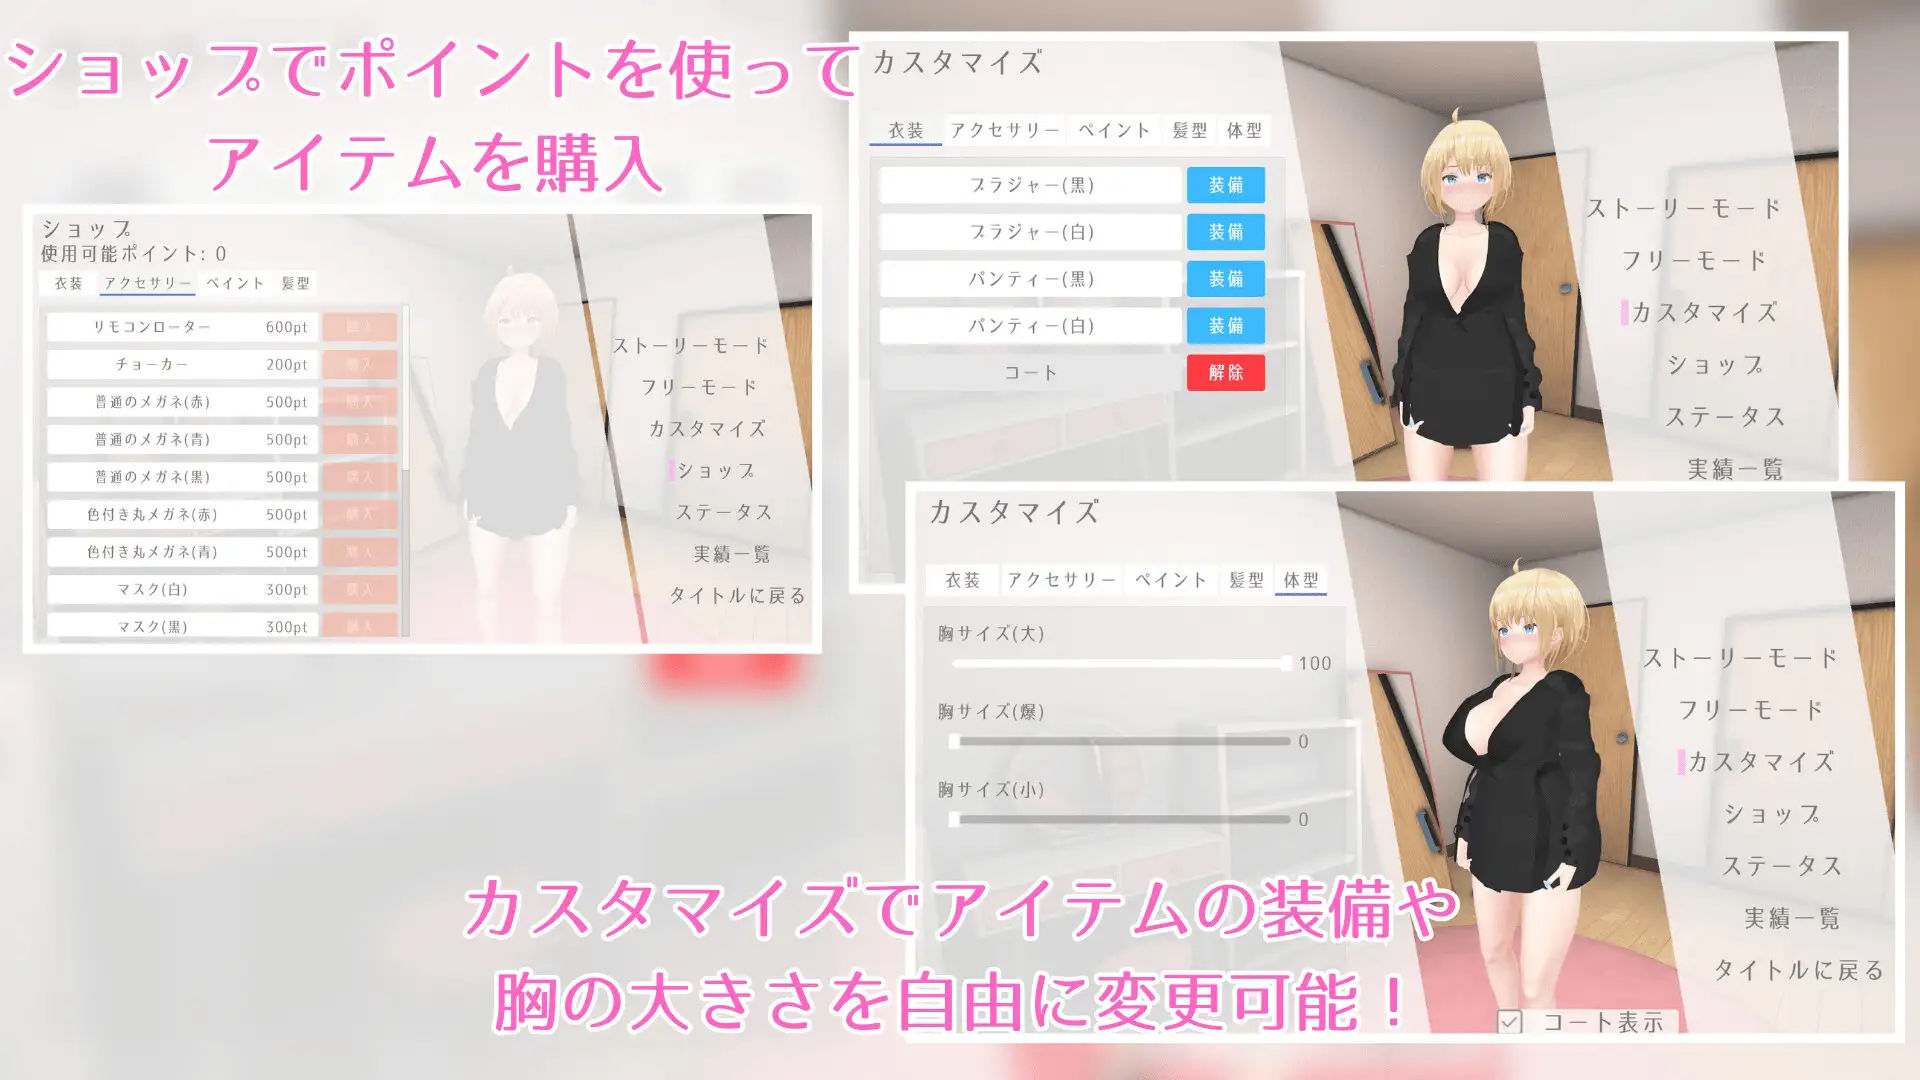 ショップでポイントを使って
アイテムを購入
ショップ
使用可能ポイント: 0
衣装 アクセサリー ペイント 髪型
リモコンローター 600pt 購入
チョーカー 200pt 購入
普通のメガネ(赤) 500pt 購入
普通のメガネ(青) 500pt 購入
普通のメガネ(黒) 500pt 購入
色付き丸メガネ(赤) 500pt 購入
色付き丸メガネ(青) 500pt 購入
マスク(白) 300pt 購入
マスク(黒) 300pt 購入
ストーリーモード
フリーモード
カスタマイズ
ショップ
ステータス
実績一覧
タイトルに戻る
カスタマイズ
衣装 アクセサリー ペイント 髪型 体型
ブラジャー(黒) 装備
ブラジャー(白) 装備
パンティー(黒) 装備
パンティー(白) 装備
コート 解除
ストーリーモード
フリーモード
カスタマイズ
ショップ
ステータス
実績一覧
カスタマイズ
衣装 アクセサリー ペイント 髪型 体型
胸サイズ(大)
100
胸サイズ(爆)
0
胸サイズ(小)
0
ストーリーモード
フリーモード
カスタマイズ
ショップ
ステータス
実績一覧
タイトルに戻る
コート表示
カスタマイズでアイテムの装備や
胸の大きさを自由に変更可能！